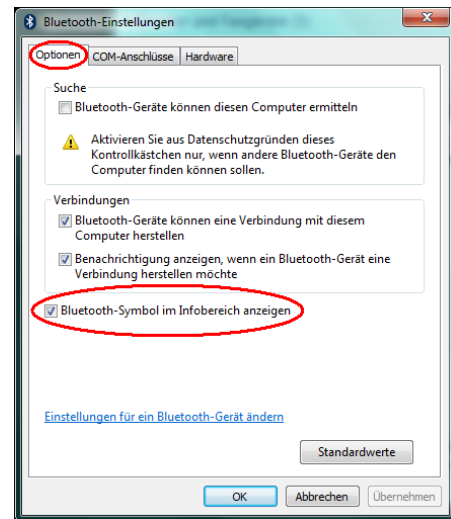 Bluetooth-Einstellungen
Optionen COM-Anschlüsse Hardware
Suche
Bluetooth-Geräte können diesen Computer ermitteln
Aktivieren Sie aus Datenschutzgründen dieses
Kontrollkästchen nur, wenn andere Bluetooth-Geräte den
Computer finden können sollen.
Verbindungen
Bluetooth-Geräte können eine Verbindung mit diesem
Computer herstellen
Benachrichtigung anzeigen, wenn ein Bluetooth-Gerät eine
Verbindung herstellen möchte
Bluetooth-Symbol im Infobereich anzeigen
Einstellungen für ein Bluetooth-Gerät ändern
Standardwerte
OK Abbrechen Übernehmen